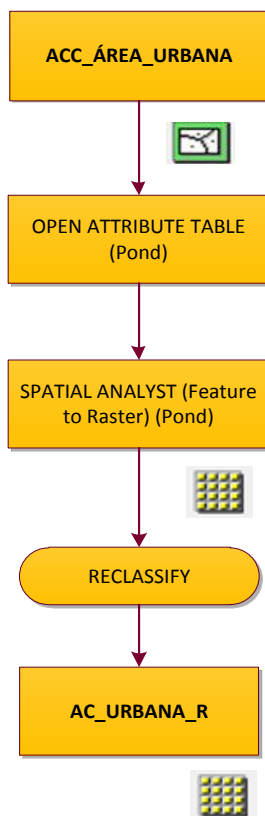 ACC_ÁREA_URBANA
OPEN ATTRIBUTE TABLE
(Pond)
SPATIAL ANALYST (Feature
to Raster) (Pond)
RECLASSIFY
AC_URBANA_R